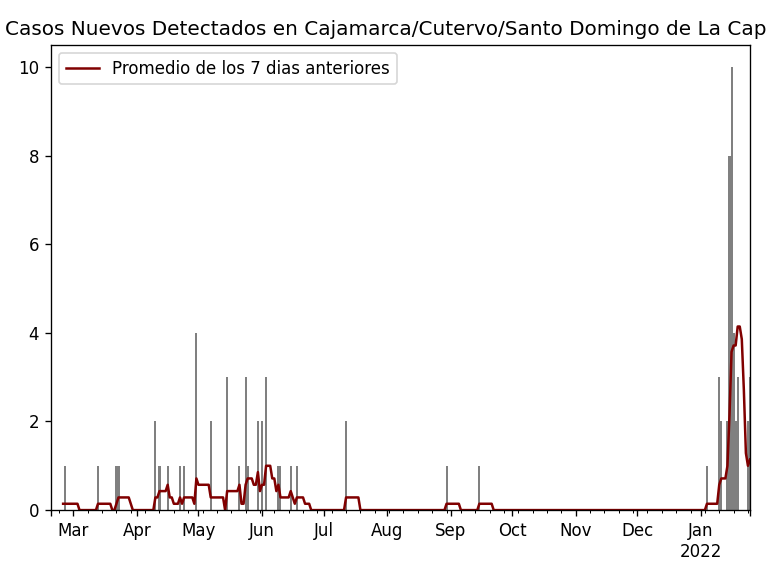 Casos Nuevos Detectados en Cajamarca/Cutervo/Santo Domingo de La Cap
Promedio de los 7 dias anteriores
10
8
6
4
2
0
Mar Apr May Jun Jul Aug Sep Oct Nov Dec Jan
2022